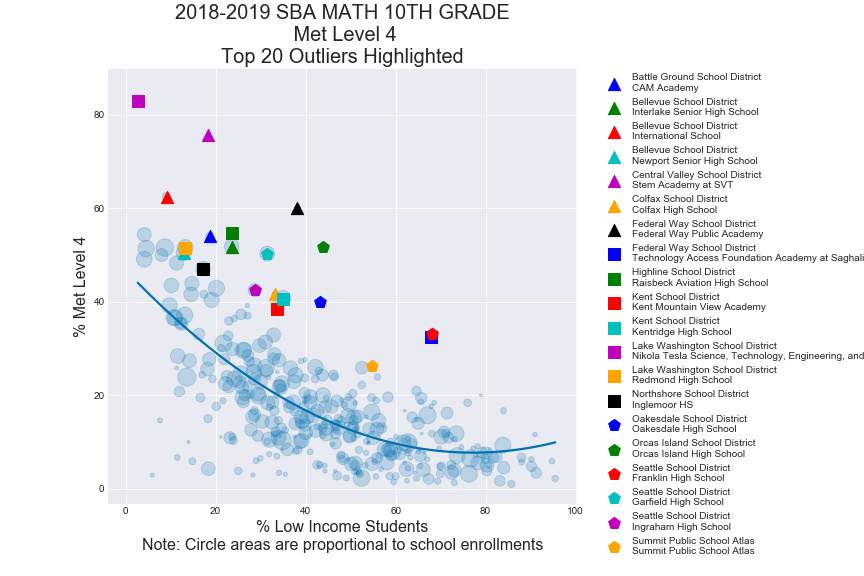 2018-2019 SBA MATH 10TH GRADE
Met Level 4
Top 20 Outliers Highlighted
% Met Level 4
80
60
40
20
0
0
20
40
60
80
100
% Low Income Students
Note: Circle areas are proportional to school enrollments
Battle Ground School District
CAM Academy
Bellevue School District
Interlake Senior High School
Bellevue School District
International School
Bellevue School District
Newport Senior High School
Central Valley School District
Stem Academy at SVT
Colfax School District
Colfax High School
Federal Way School District
Federal Way Public Academy
Federal Way School District
Technology Access Foundation Academy at Saghali
Highline School District
Raisbeck Aviation High School
Kent School District
Kent Mountain View Academy
Kent School District
Kentridge High School
Lake Washington School District
Nikola Tesla Science, Technology, Engineering, and
Lake Washington School District
Redmond High School
Northshore School District
Inglemoor HS
Oakesdale School District
Oakesdale High School
Orcas Island School District
Orcas Island High School
Seattle School District
Franklin High School
Seattle School District
Garfield High School
Seattle School District
Ingraham High School
Summit Public School Atlas
Summit Public School Atlas